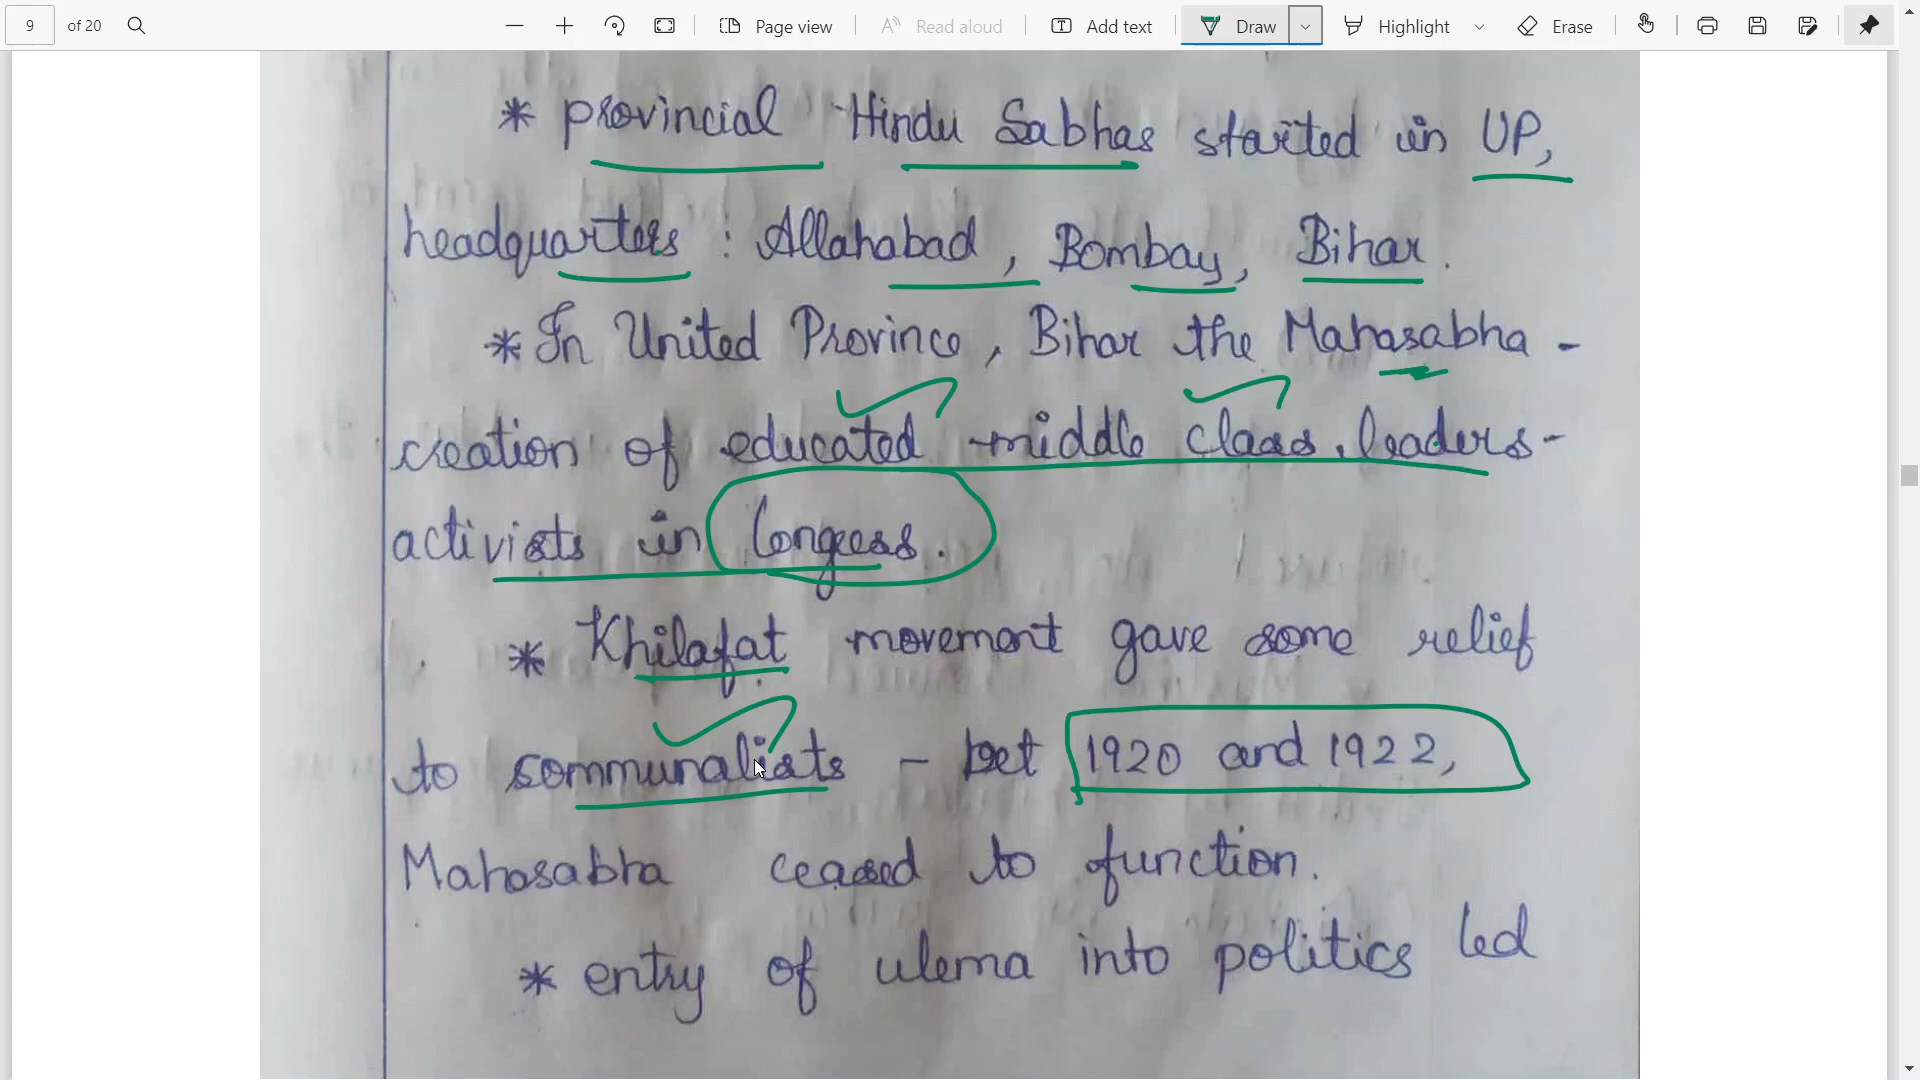 9 of 20 Page view Read aloud Add text Draw Highlight Erase
* provincial Hindu Sabhas started in UP,
headquarters : Allahabad, Bombay, Bihar.
* In United Province, Bihar the Mahasabha -
creation of educated middle class, leaders -
activists in Congress.
* Khilafat movement gave some relief
to communalists - bet 1920 and 1922,
Mahasabha ceased to function.
* entry of ulema into politics led